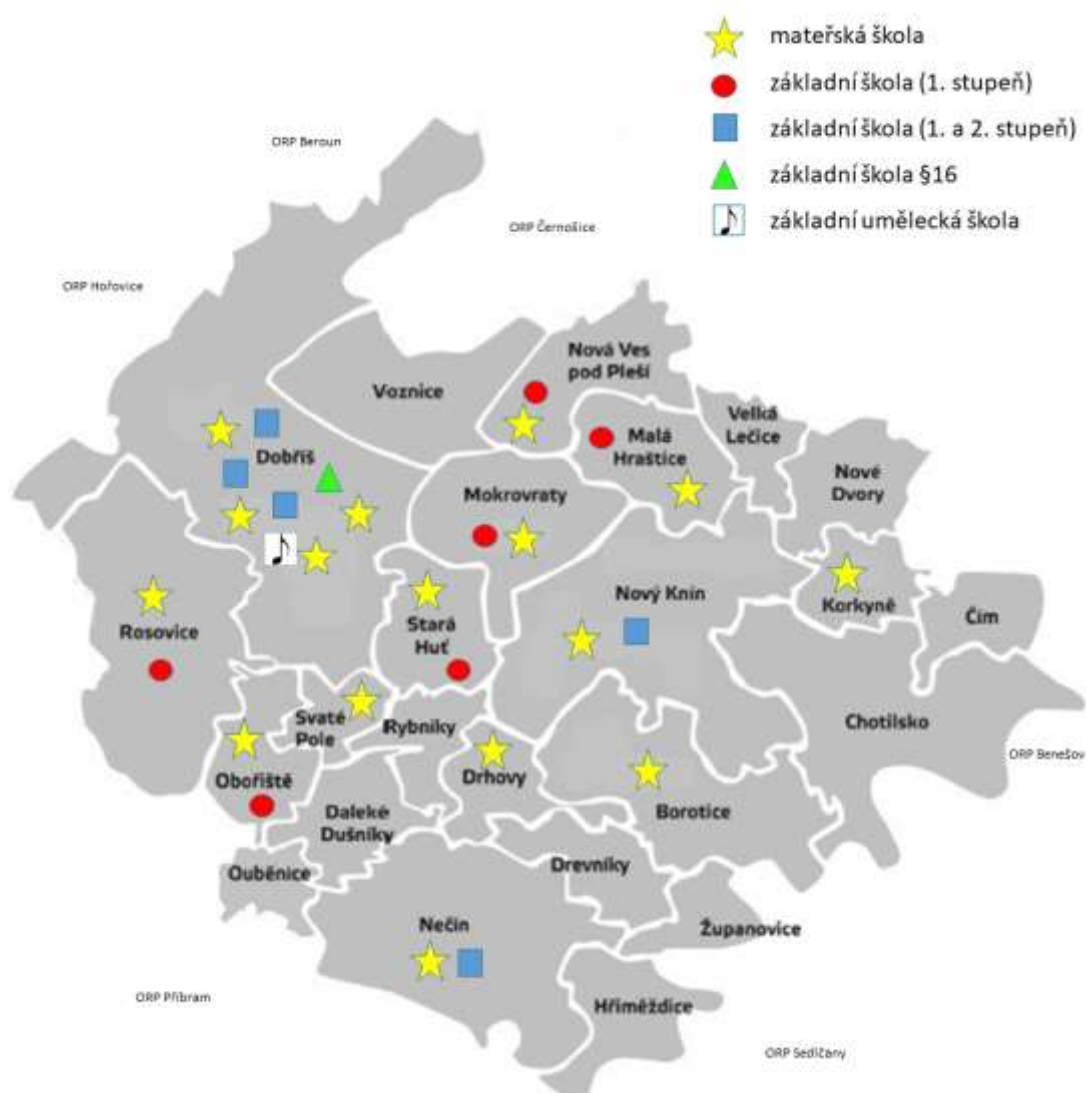 mateřská škola
základní škola (1. stupeň)
základní škola (1. a 2. stupeň)
základní škola §16
základní umělecká škola
ORP Beroun
ORP Černošice
ORP Hořovice
Nová Ves
pod Pleší
Voznice
Velká
Lečice
Malá
Hraštice
Dobříš
Nové
Dvory
Mokrovraty
Nový Knín
Korkyně
Čím
Stará
Huť
Rosovice
Svaté
Pole
Rybníky
Chotilsko
ORP Benešov
Obořiště
Drhovy
Borotice
Daleké
Dušníky
Ouběnice
Drevníky
Nečín
Županovice
ORP Příbram
Hřiměždice
ORP Sedlčany